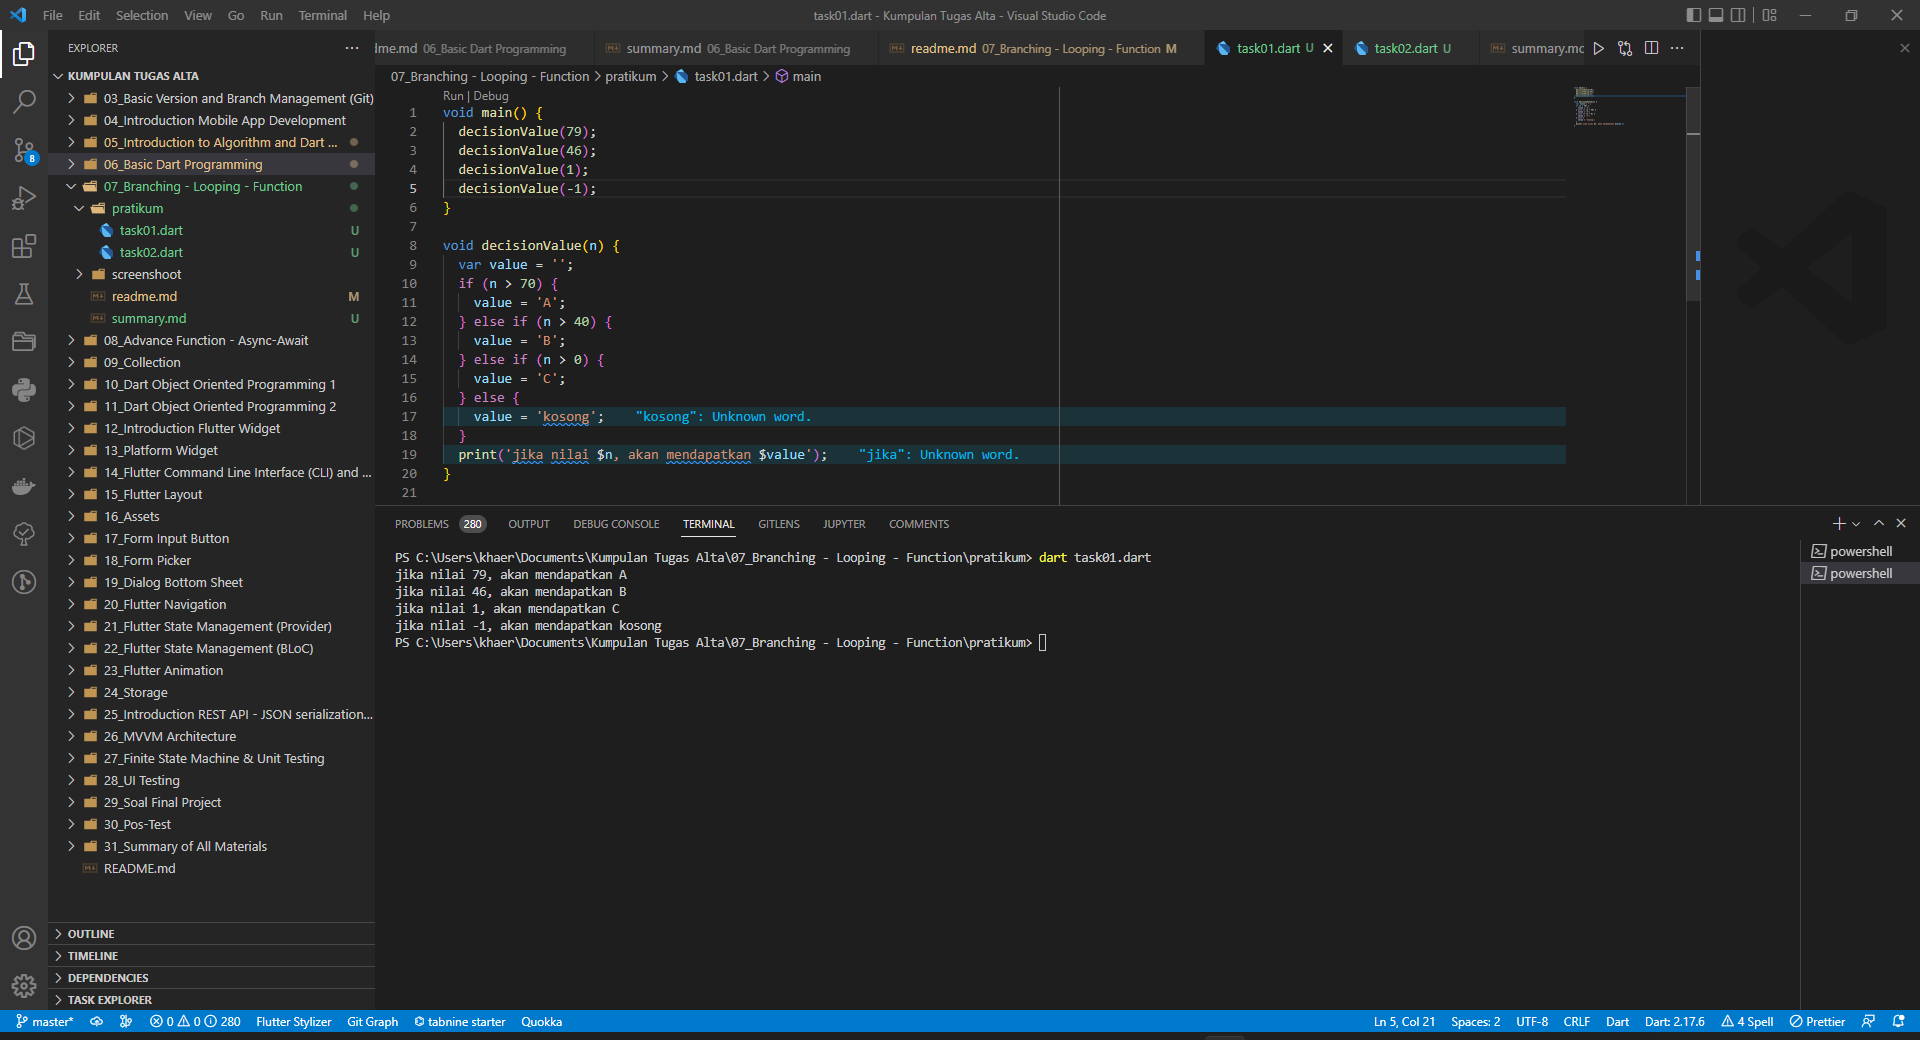 File Edit Selection View Go Run Terminal Help
task01.dart - Kumpulan Tugas Alta - Visual Studio Code
EXPLORER
KUMPULAN TUGAS ALTA
03_Basic Version and Branch Management (Git)
04_Introduction Mobile App Development
05_Introduction to Algorithm and Dart ...
06_Basic Dart Programming
07_Branching - Looping - Function
pratikum
task01.dart U
task02.dart U
screenshoot
readme.md M
summary.md U
08_Advance Function - Async-Await
09_Collection
10_Dart Object Oriented Programming 1
11_Dart Object Oriented Programming 2
12_Introduction Flutter Widget
13_Platform Widget
14_Flutter Command Line Interface (CLI) and ...
15_Flutter Layout
16_Assets
17_Form Input Button
18_Form Picker
19_Dialog Bottom Sheet
20_Flutter Navigation
21_Flutter State Management (Provider)
22_Flutter State Management (BLoC)
23_Flutter Animation
24_Storage
25_Introduction REST API - JSON serialization...
26_MVVM Architecture
27_Finite State Machine & Unit Testing
28_UI Testing
29_Soal Final Project
30_Pos-Test
31_Summary of All Materials
README.md
OUTLINE
TIMELINE
DEPENDENCIES
TASK EXPLORER
8
dme.md 06_Basic Dart Programming summary.md 06_Basic Dart Programming readme.md 07_Branching - Looping - Function M task01.dart U task02.dart U summary.mc
07_Branching - Looping - Function > pratikum > task01.dart > main
Run | Debug
1 void main() {
2 decisionValue(79);
3 decisionValue(46);
4 decisionValue(1);
5 decisionValue(-1);
6 }
7
8 void decisionValue(n) {
9 var value = '';
10 if (n > 70) {
11 value = 'A';
12 } else if (n > 40) {
13 value = 'B';
14 } else if (n > 0) {
15 value = 'C';
16 } else {
17 value = 'kosong'; "kosong": Unknown word.
18 }
19 print('jika nilai $n, akan mendapatkan $value'); "jika": Unknown word.
20 }
21
PROBLEMS 280 OUTPUT DEBUG CONSOLE TERMINAL GITLENS JUPYTER COMMENTS
PS C:\Users\khaer\Documents\Kumpulan Tugas Alta\07_Branching - Looping - Function\pratikum> dart task01.dart
jika nilai 79, akan mendapatkan A
jika nilai 46, akan mendapatkan B
jika nilai 1, akan mendapatkan C
jika nilai -1, akan mendapatkan kosong
PS C:\Users\khaer\Documents\Kumpulan Tugas Alta\07_Branching - Looping - Function\pratikum>
powershell
powershell
master* 0 0 280 Flutter Stylizer Git Graph tabnine starter Quokka
Ln 5, Col 21 Spaces: 2 UTF-8 CRLF Dart Dart: 2.17.6 4 Spell Prettier